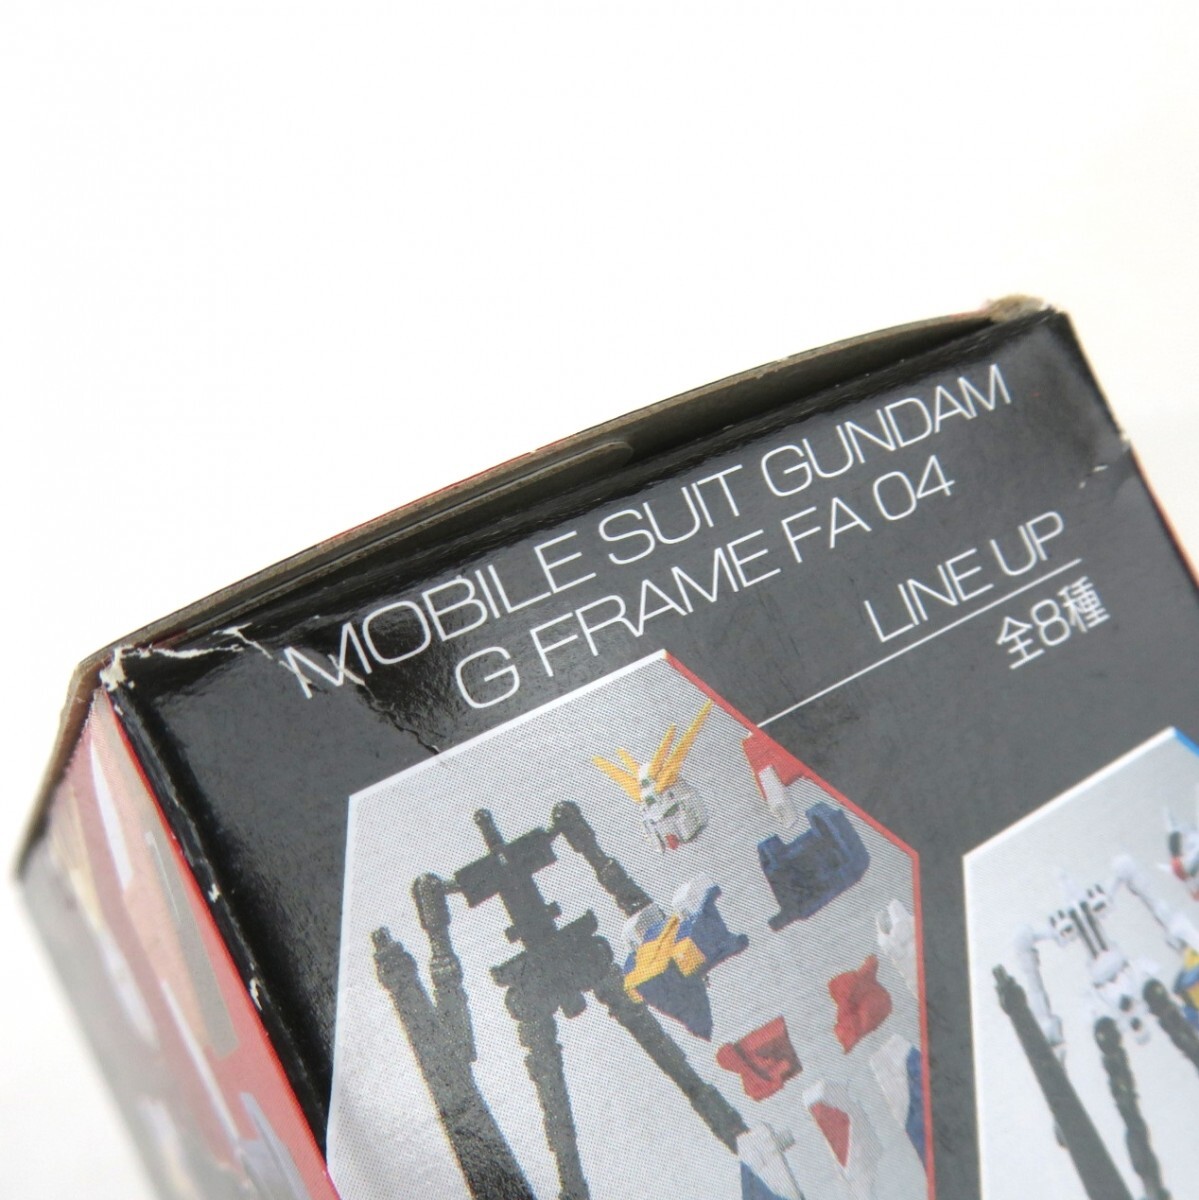 MOBILE SUIT GUNDAM
G FRAME FA 04
LINE UP
全8種